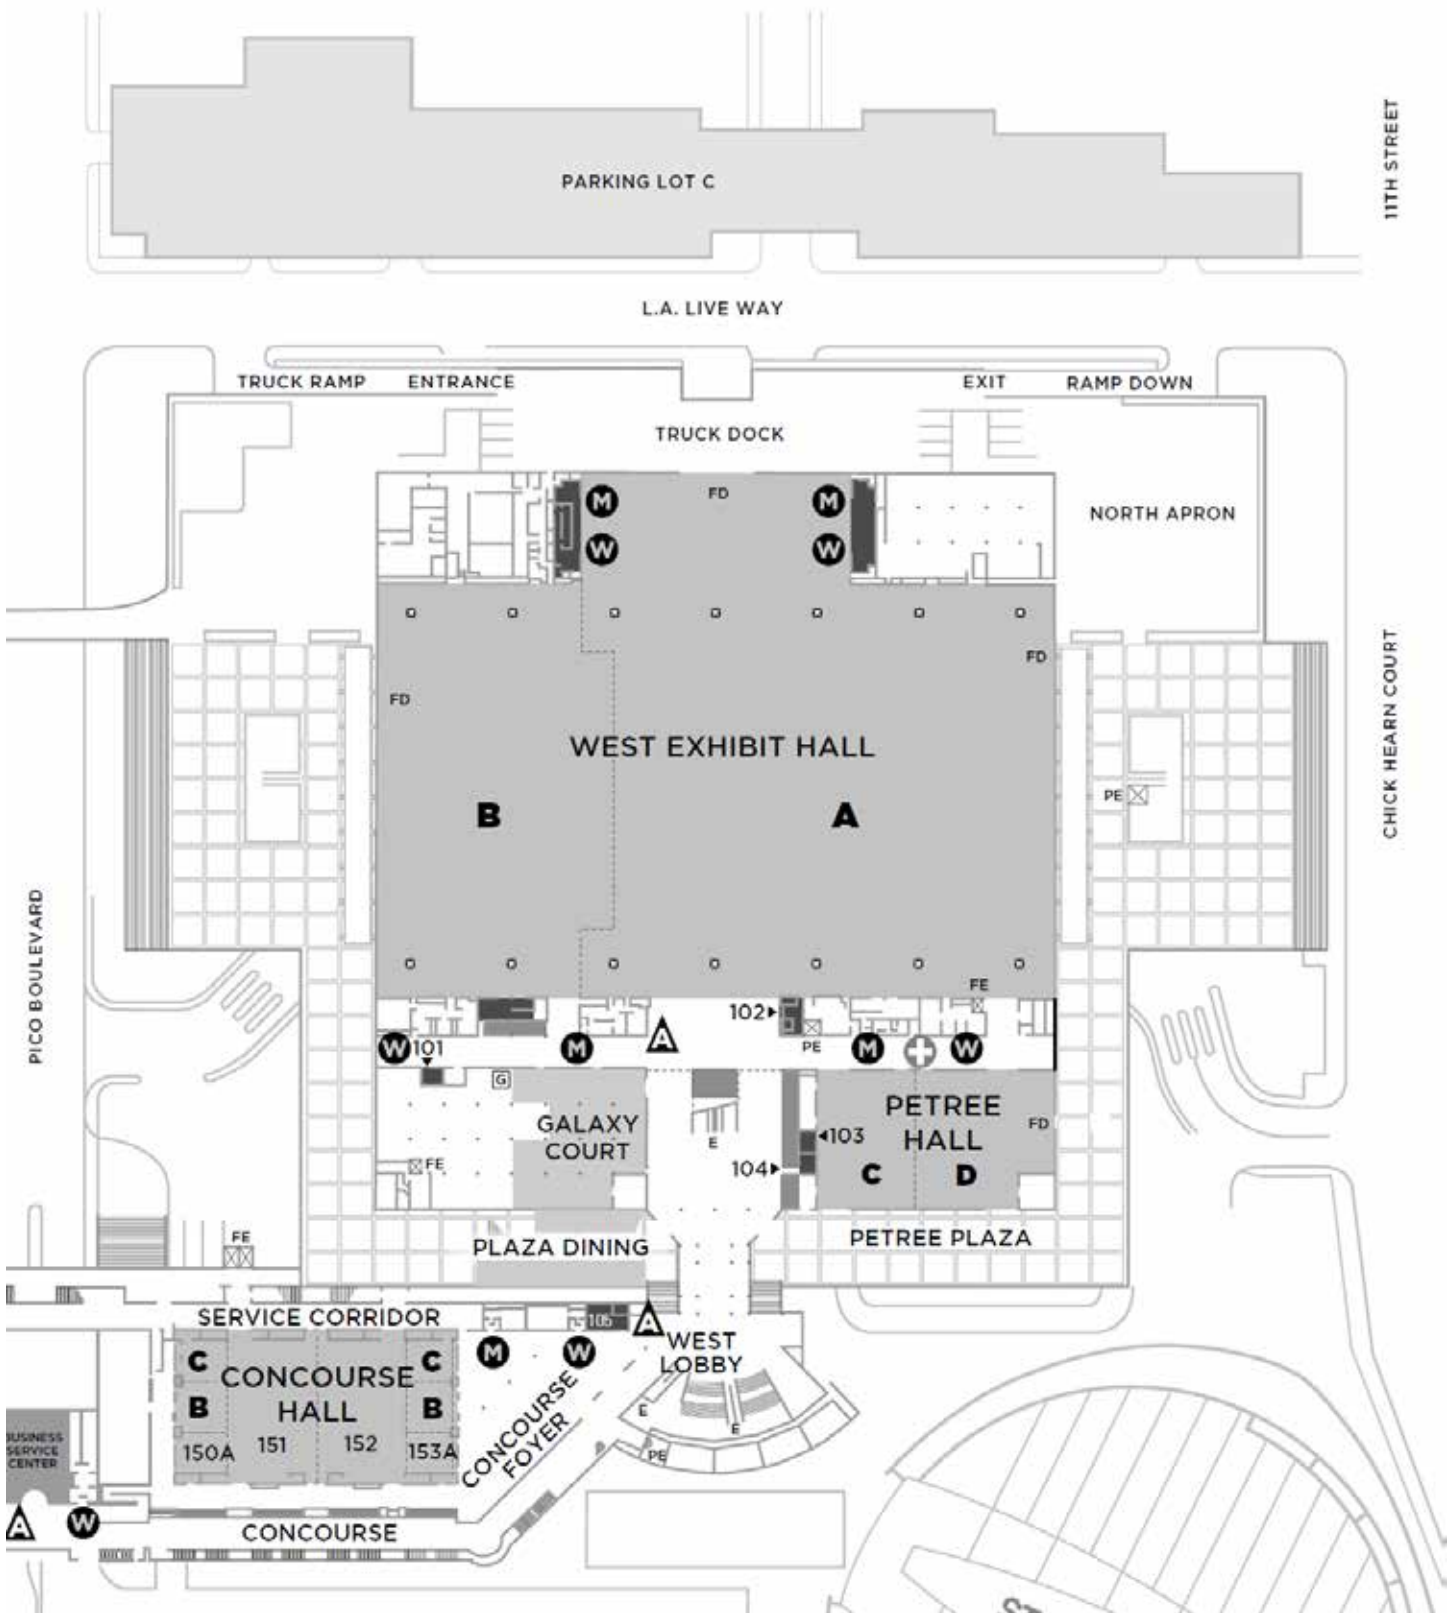 11TH STREET
PARKING LOT C
L.A. LIVE WAY
TRUCK RAMP
ENTRANCE
EXIT
RAMP DOWN
TRUCK DOCK
M
W
FD
M
W
NORTH APRON
FD
FD
CHICK HEARN COURT
WEST EXHIBIT HALL
B
A
PE
PICO BOULEVARD
FE
102
W
101
M
A
PE
M
W
G
GALAXY
COURT
E
PETREE
HALL
FD
103
104
C
D
FE
FE
PLAZA DINING
PETREE PLAZA
SERVICE CORRIDOR
105
A
WEST
LOBBY
M
W
C
B
150A
CONCOURSE
HALL
151
152
C
B
153A
CONCOURSE
FOYER
E
E
PE
BUSINESS
SERVICE
CENTER
A
W
CONCOURSE